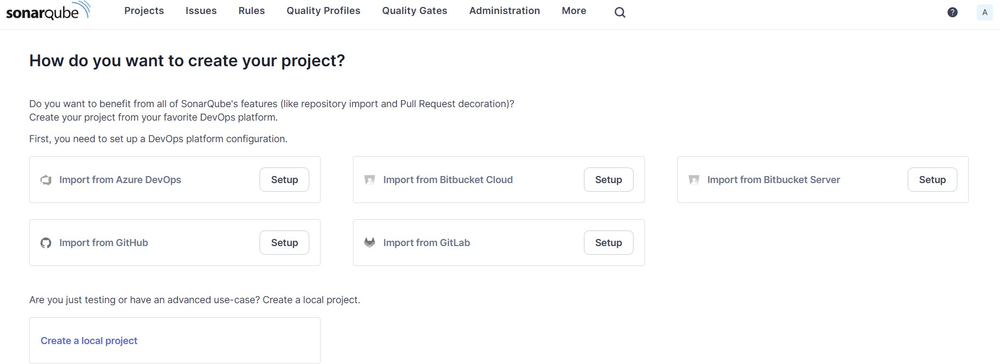 sonarqube Projects Issues Rules Quality Profiles Quality Gates Administration More ? A
How do you want to create your project?
Do you want to benefit from all of SonarQube's features (like repository import and Pull Request decoration)?
Create your project from your favorite DevOps platform.
First, you need to set up a DevOps platform configuration.
Import from Azure DevOps Setup Import from Bitbucket Cloud Setup Import from Bitbucket Server Setup
Import from GitHub Setup Import from GitLab Setup
Are you just testing or have an advanced use-case? Create a local project.
Create a local project